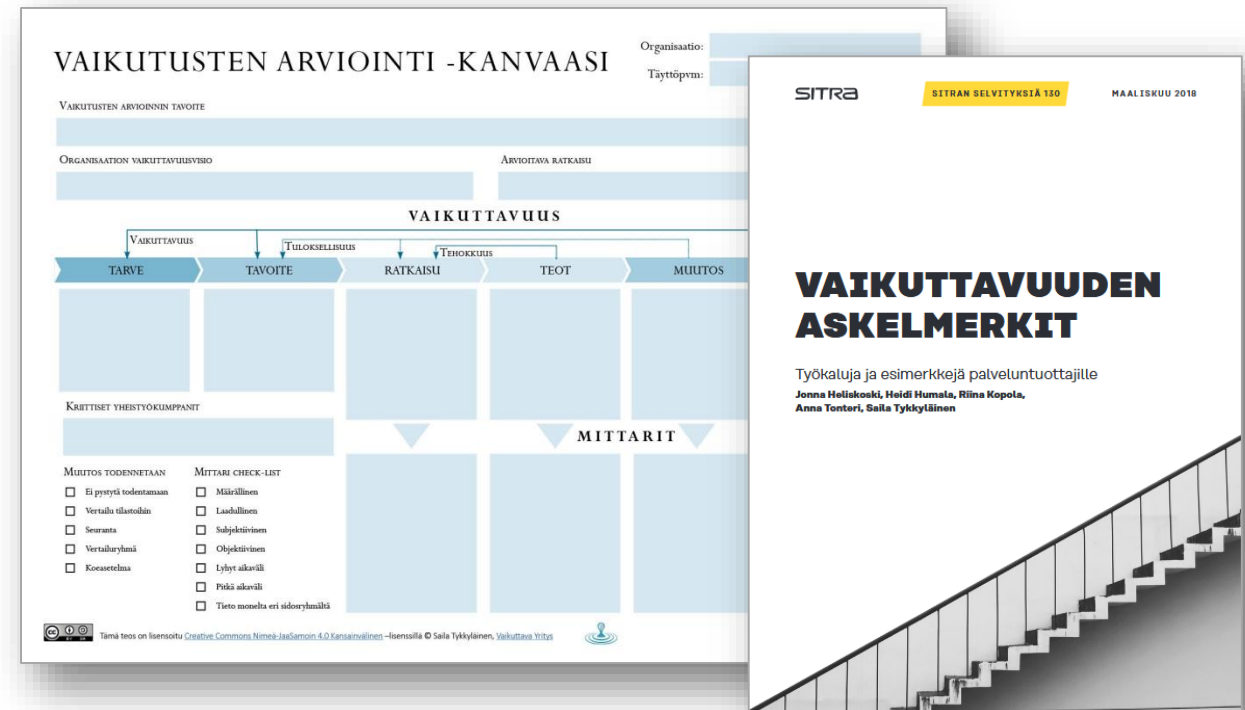 VAIKUTUSTEN ARVIOINTI -KANVAASI
Organisaatio:
Täyttöpvm:
VAIKUTUSTEN ARVIOINNIN TAVOITE
ORGANISAATION VAIKUTTAVUUSVISIO
ARVIOITAVA RATKAISU
VAIKUTTAVUUS
VAIKUTTAVUUS
TULOKSELLISUUS
TEHOKKUUS
TARVE
TAVOITE
RATKAISU
TEOT
MUUTOS
KRIITTISET YHTEISTYÖKUMPPANIT
MITTARIT
MUUTOS TODENNETAAN
Ei pystytä todentamaan
Vertailu tilastoihin
Seuranta
Vertailuryhmä
Koeasetelma
MITTARI CHECK-LIST
Määrällinen
Laadullinen
Subjektiivinen
Objektiivinen
Lyhyt aikaväli
Pitkä aikaväli
Tieto monelta eri sidosryhmältä
Tämä teos on lisensoitu Creative Commons Nimeä-JaaSamoin 4.0 Kansainvälinen –lisenssillä © Saila Tykkyläinen, Vaikuttava Yritys
SITRA
SITRAN SELVITYKSIÄ 130
MAALISKUU 2018
VAIKUTTAVUUDEN
ASKELMERKIT
Työkaluja ja esimerkkejä palveluntuottajille
Jonna Heliskoski, Heidi Humala, Riina Kopola,
Anna Tonteri, Saila Tykkyläinen